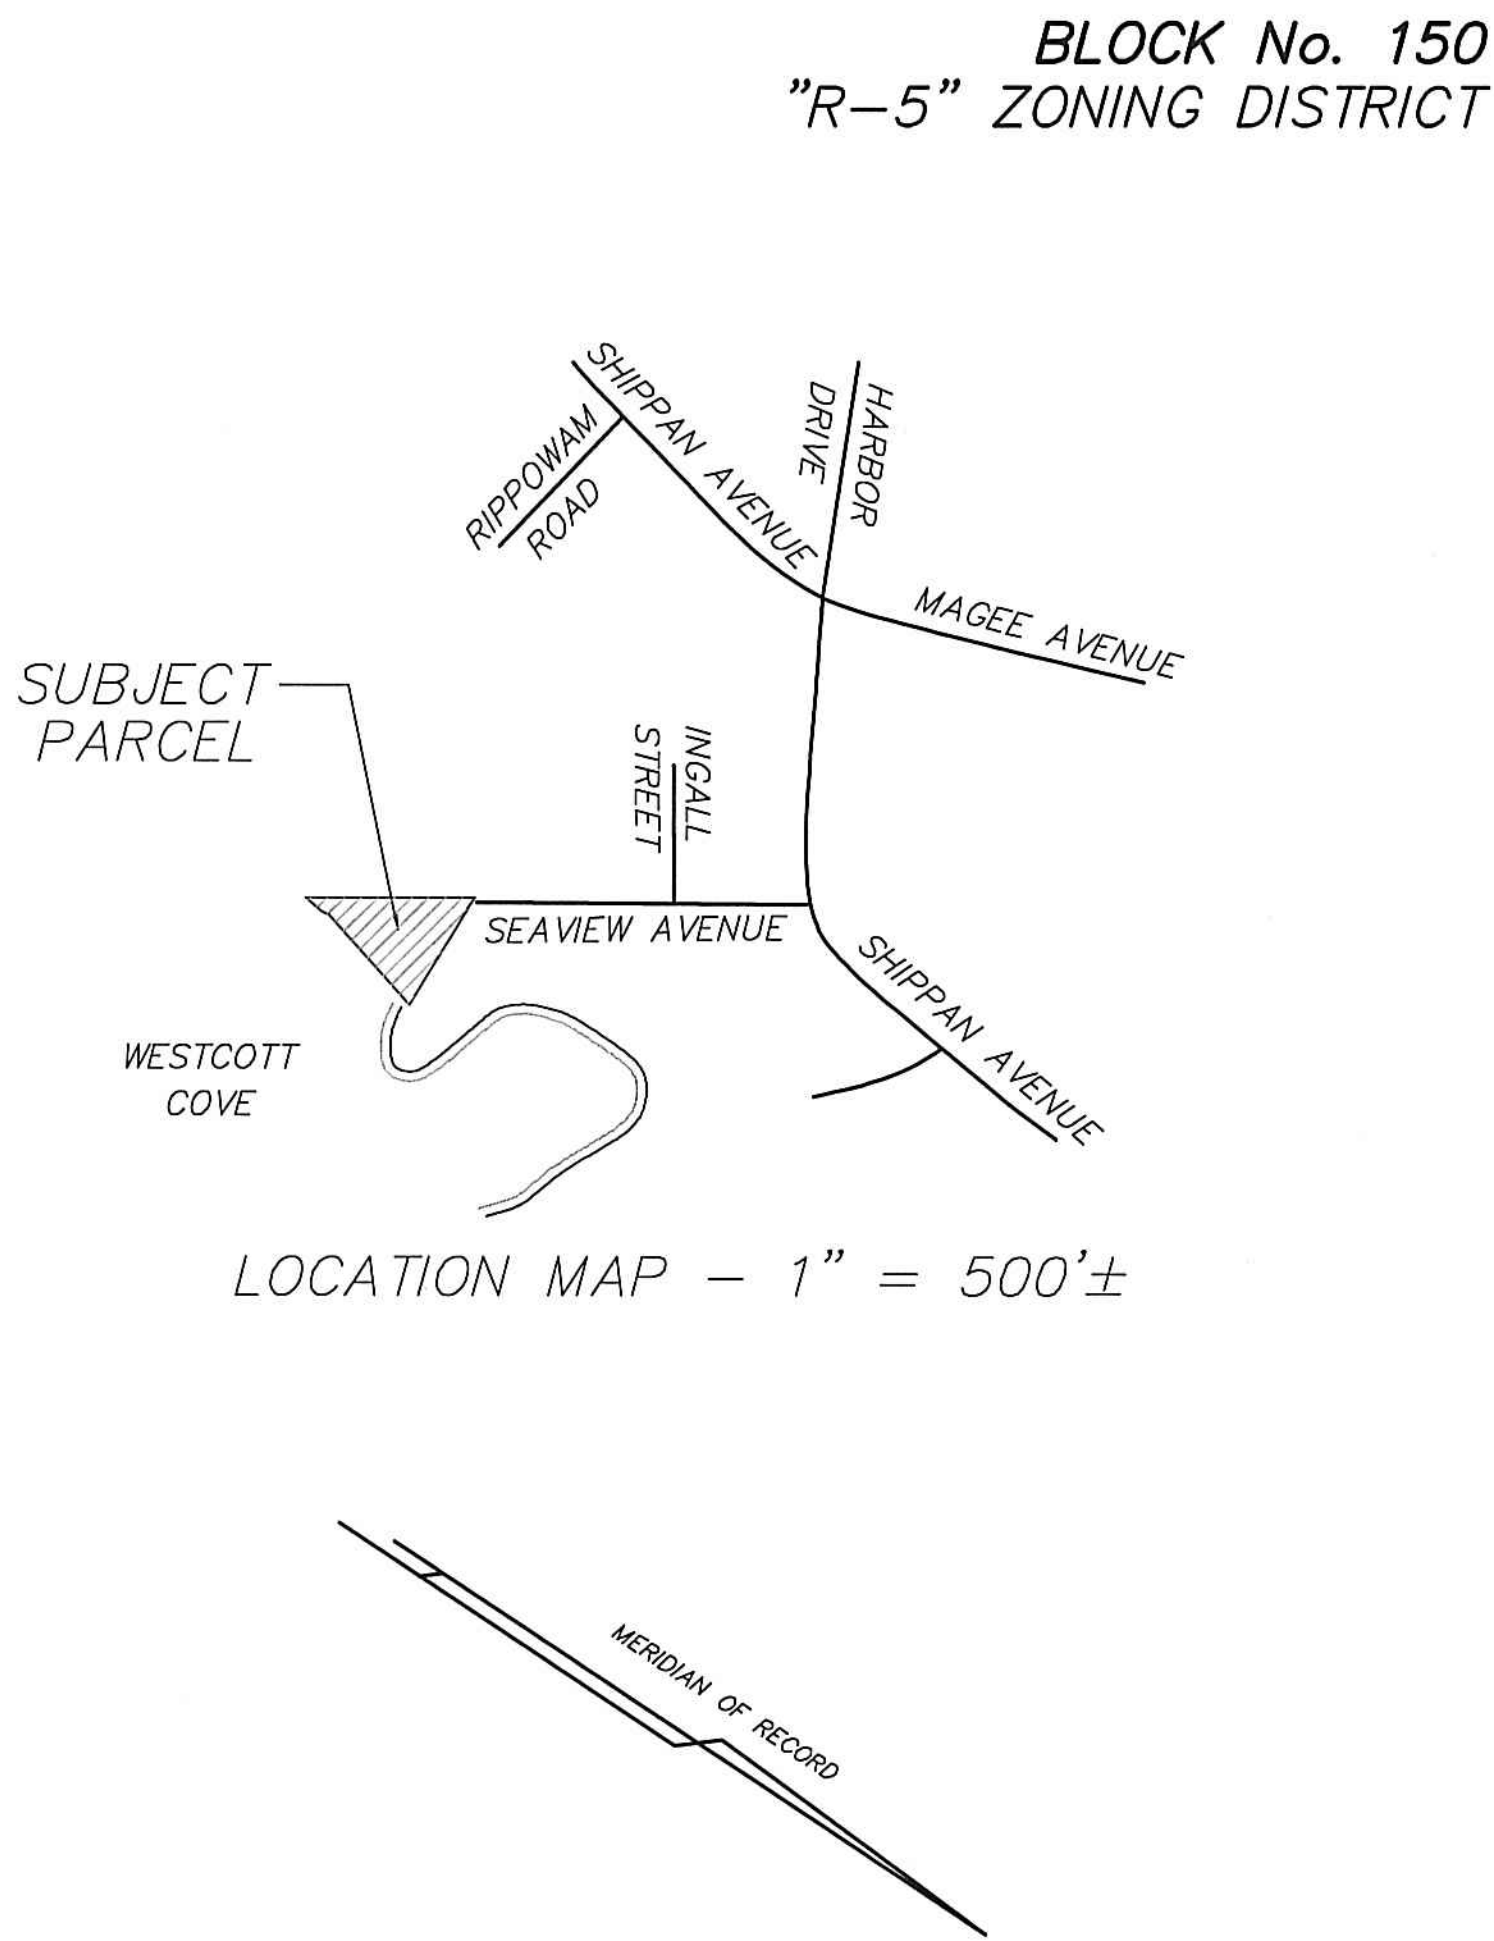 BLOCK No. 150
"R-5" ZONING DISTRICT
SHIPPAN AVENUE
HARBOR
DRIVE
RIPPOWAM
ROAD
MAGEE AVENUE
SUBJECT
PARCEL
INGALL
STREET
SEAVIEW AVENUE
SHIPPAN AVENUE
WESTCOTT
COVE
LOCATION MAP - 1" = 500'±
MERIDIAN OF RECORD